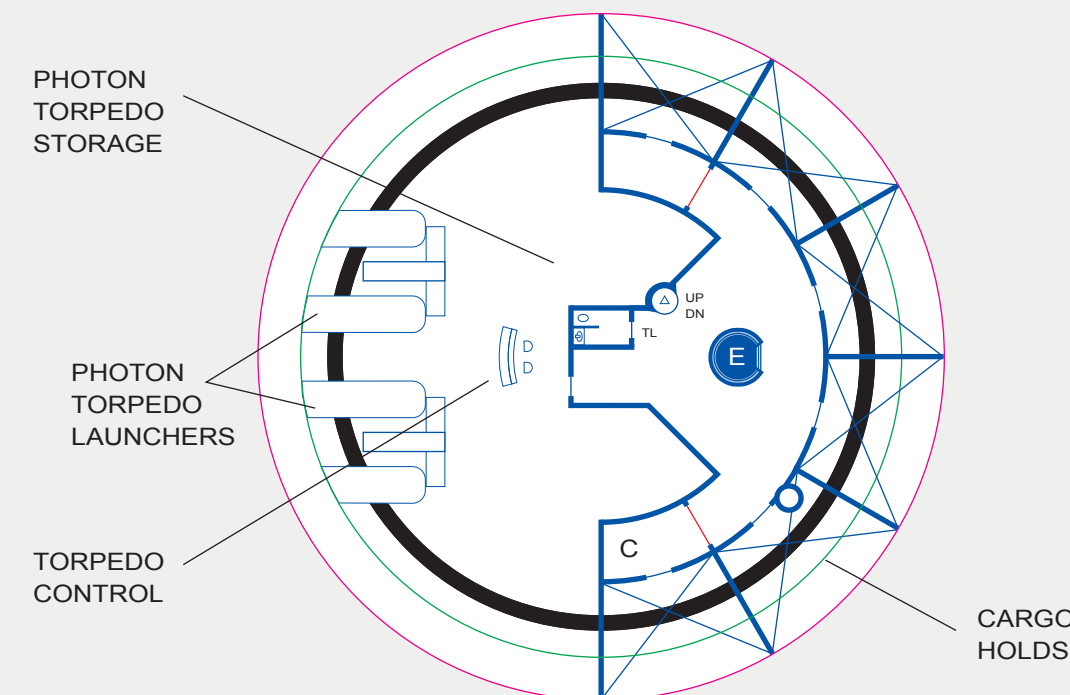 PHOTON
TORPEDO
STORAGE
UP
DN
TL
E
PHOTON
TORPEDO
LAUNCHERS
C
TORPEDO
CONTROL
CARGO
HOLDS